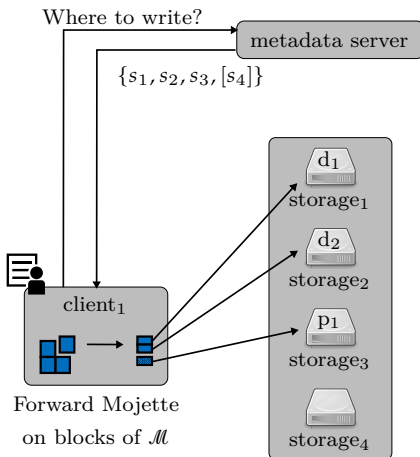 Where to write?
metadata server
{s₁, s₂, s₃, [s₄]}
d₁
storage₁
d₂
storage₂
client₁
p₁
storage₃
Forward Mojette
on blocks of ℳ
storage₄